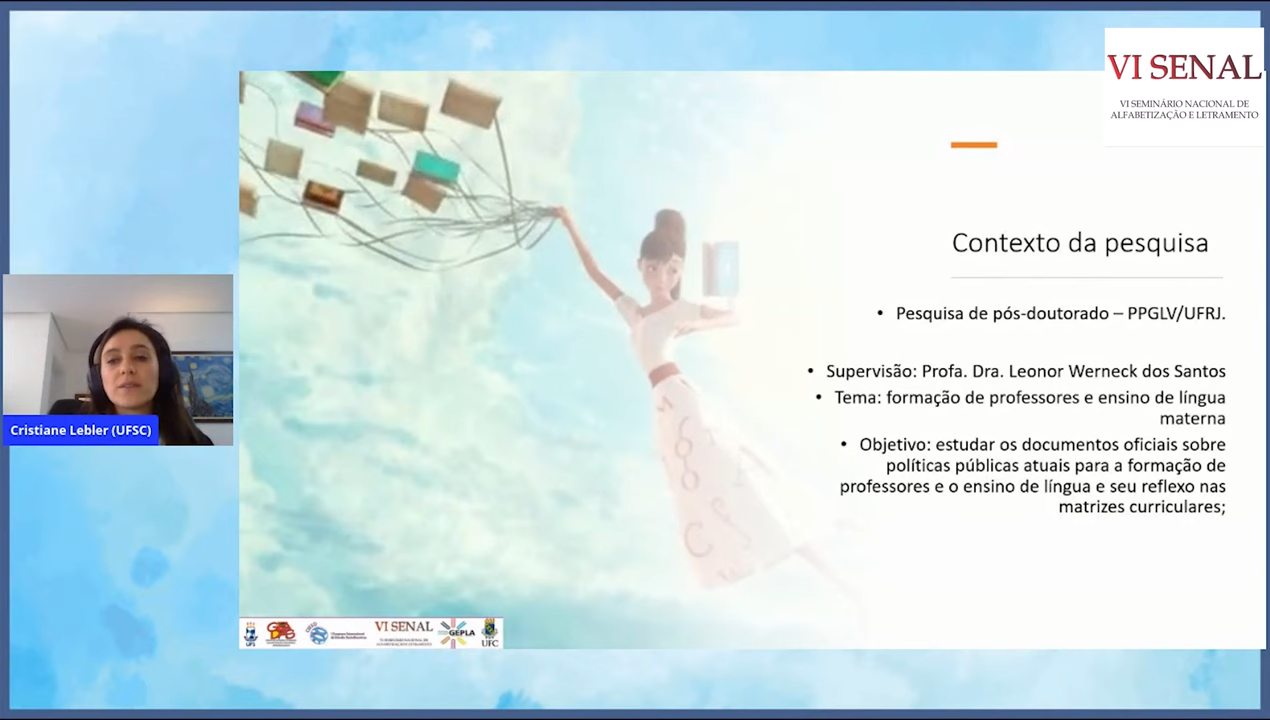 VI SENAL
VI SEMINÁRIO NACIONAL DE
ALFABETIZAÇÃO E LETRAMENTO
Contexto da pesquisa
• Pesquisa de pós-doutorado – PPGLV/UFRJ.
• Supervisão: Profa. Dra. Leonor Werneck dos Santos
• Tema: formação de professores e ensino de língua
materna
• Objetivo: estudar os documentos oficiais sobre
políticas públicas atuais para a formação de
professores e o ensino de língua e seu reflexo nas
matrizes curriculares;
Cristiane Lebler (UFSC)
VI SENAL
GEPLA
UFC